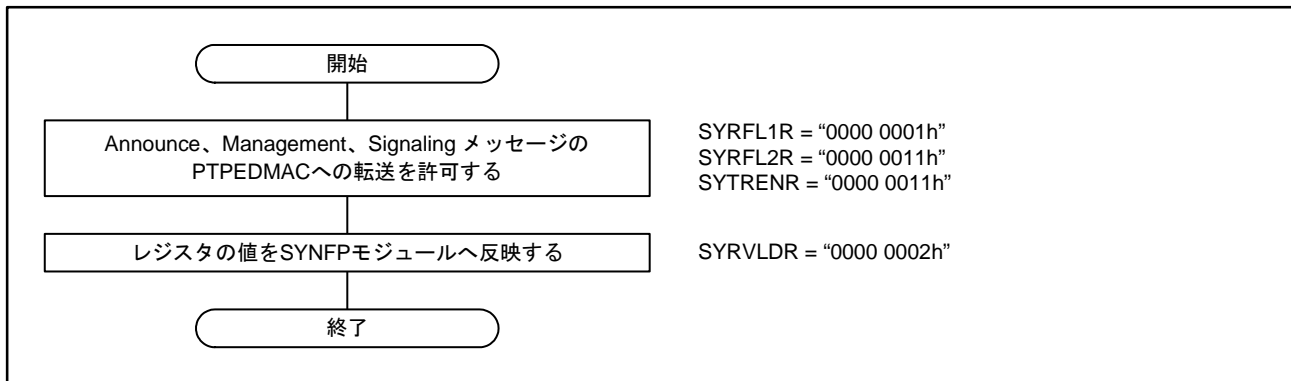 開始
Announce、Management、Signaling メッセージの
PTPEDMACへの転送を許可する
SYRFL1R = “0000 0001h”
SYRFL2R = “0000 0011h”
SYTRENR = “0000 0011h”
レジスタの値をSYNFPモジュールへ反映する
SYRVLDR = “0000 0002h”
終了